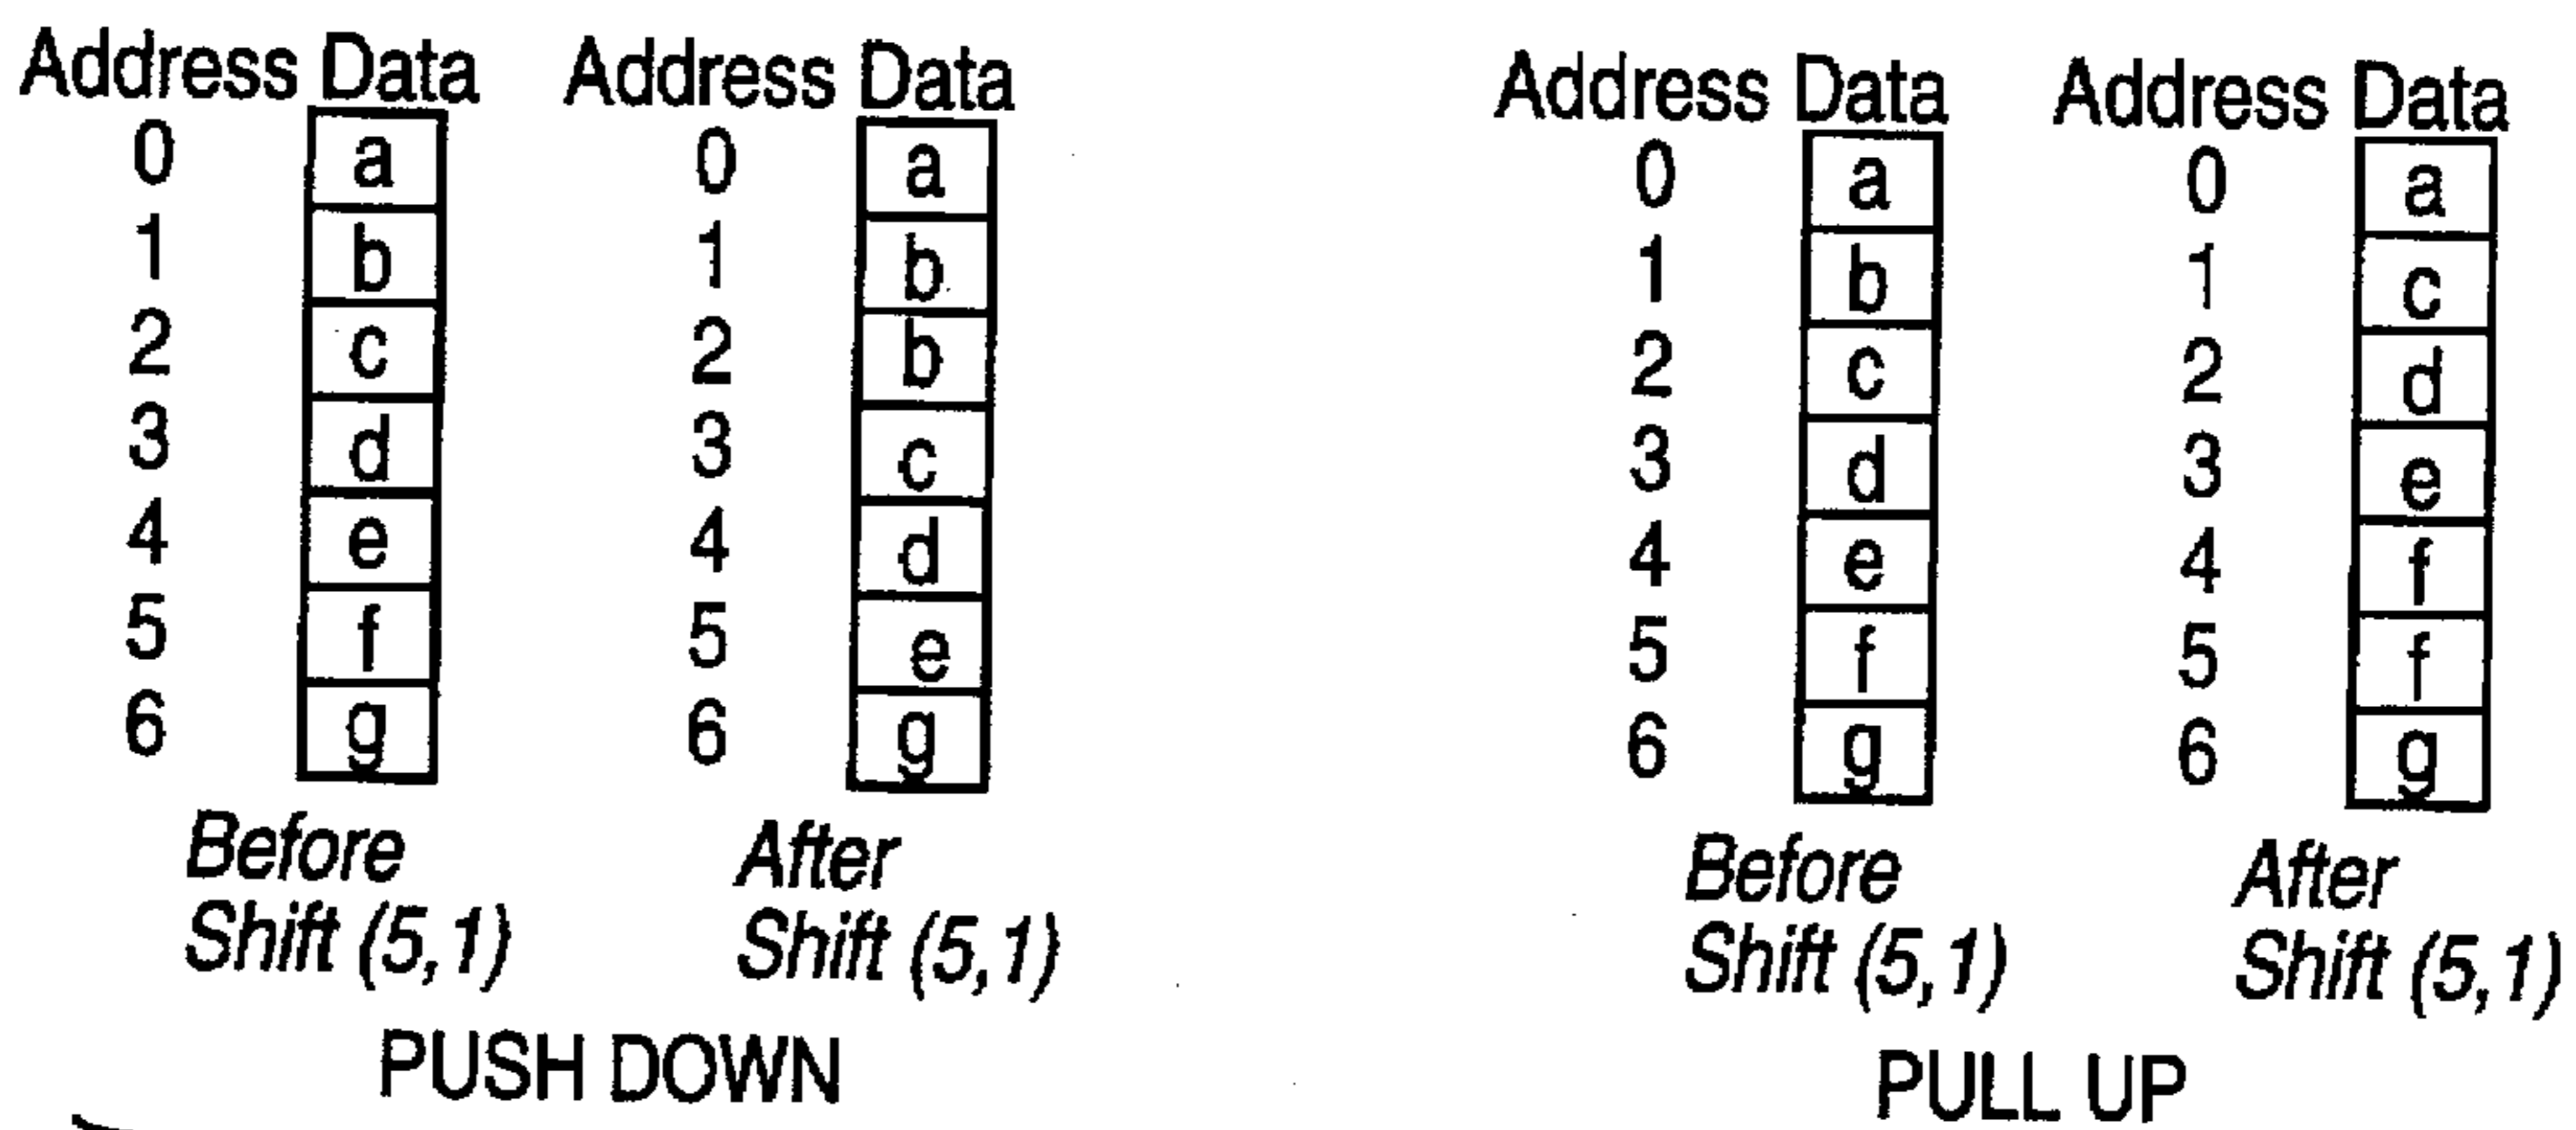 Address Data Address Data Address Data Address Data
0 a 0 a 0 a 0 a
1 b 1 b 1 b 1 c
2 c 2 b 2 c 2 d
3 d 3 c 3 d 3 e
4 e 4 d 4 e 4 f
5 f 5 e 5 f 5 f
6 g 6 g 6 g 6 g
Before After Before After
Shift (5,1) Shift (5,1) Shift (5,1) Shift (5,1)
PUSH DOWN PULL UP